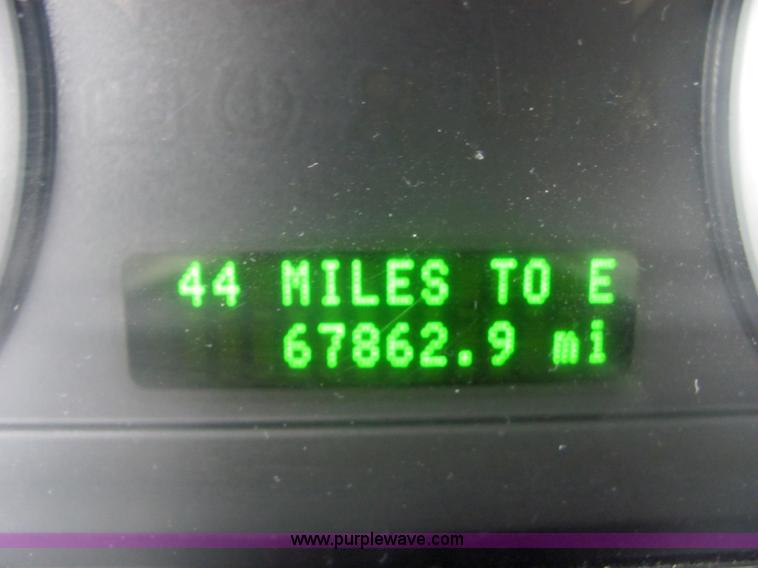 44 MILES TO E
67862.9 mi
www.purplewave.com